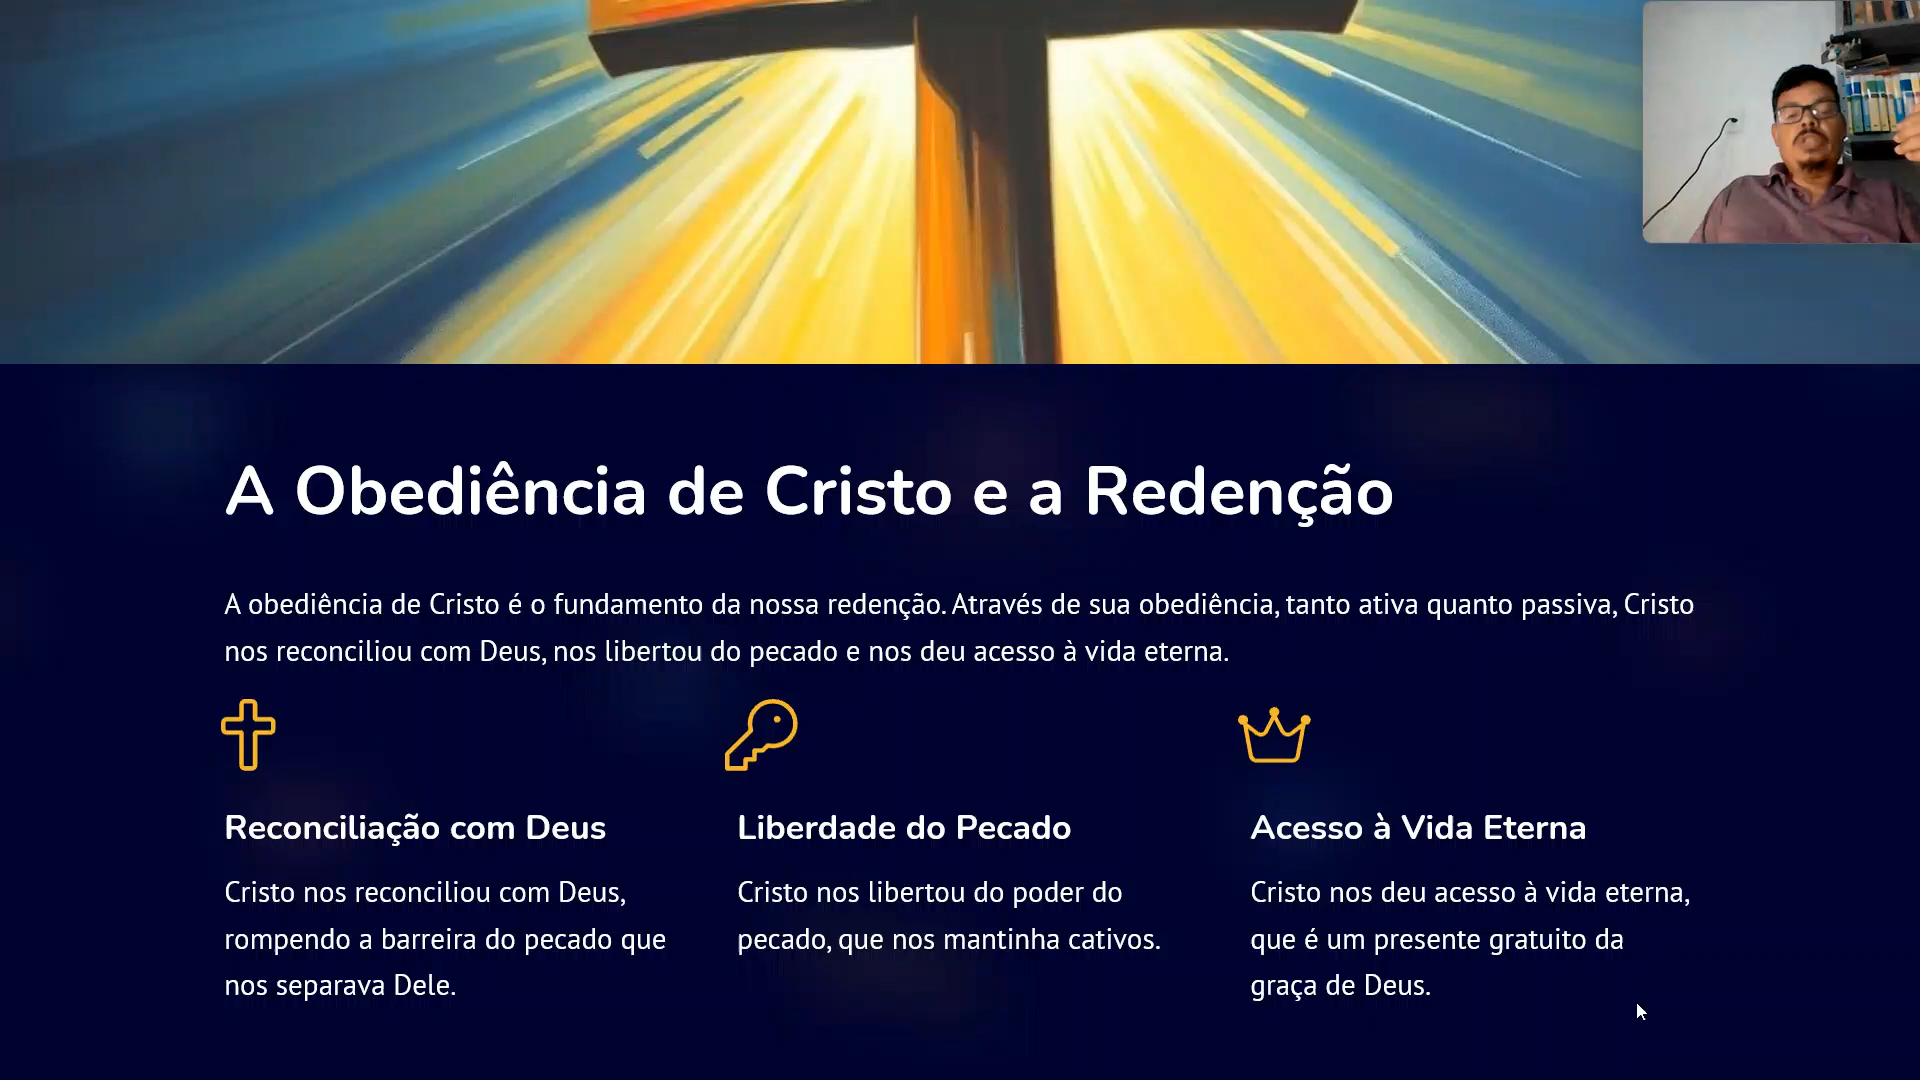 A Obediência de Cristo e a Redenção
A obediência de Cristo é o fundamento da nossa redenção. Através de sua obediência, tanto ativa quanto passiva, Cristo
nos reconciliou com Deus, nos libertou do pecado e nos deu acesso à vida eterna.
Reconciliação com Deus
Cristo nos reconciliou com Deus,
rompendo a barreira do pecado que
nos separava Dele.
Liberdade do Pecado
Cristo nos libertou do poder do
pecado, que nos mantinha cativos.
Acesso à Vida Eterna
Cristo nos deu acesso à vida eterna,
que é um presente gratuito da
graça de Deus.